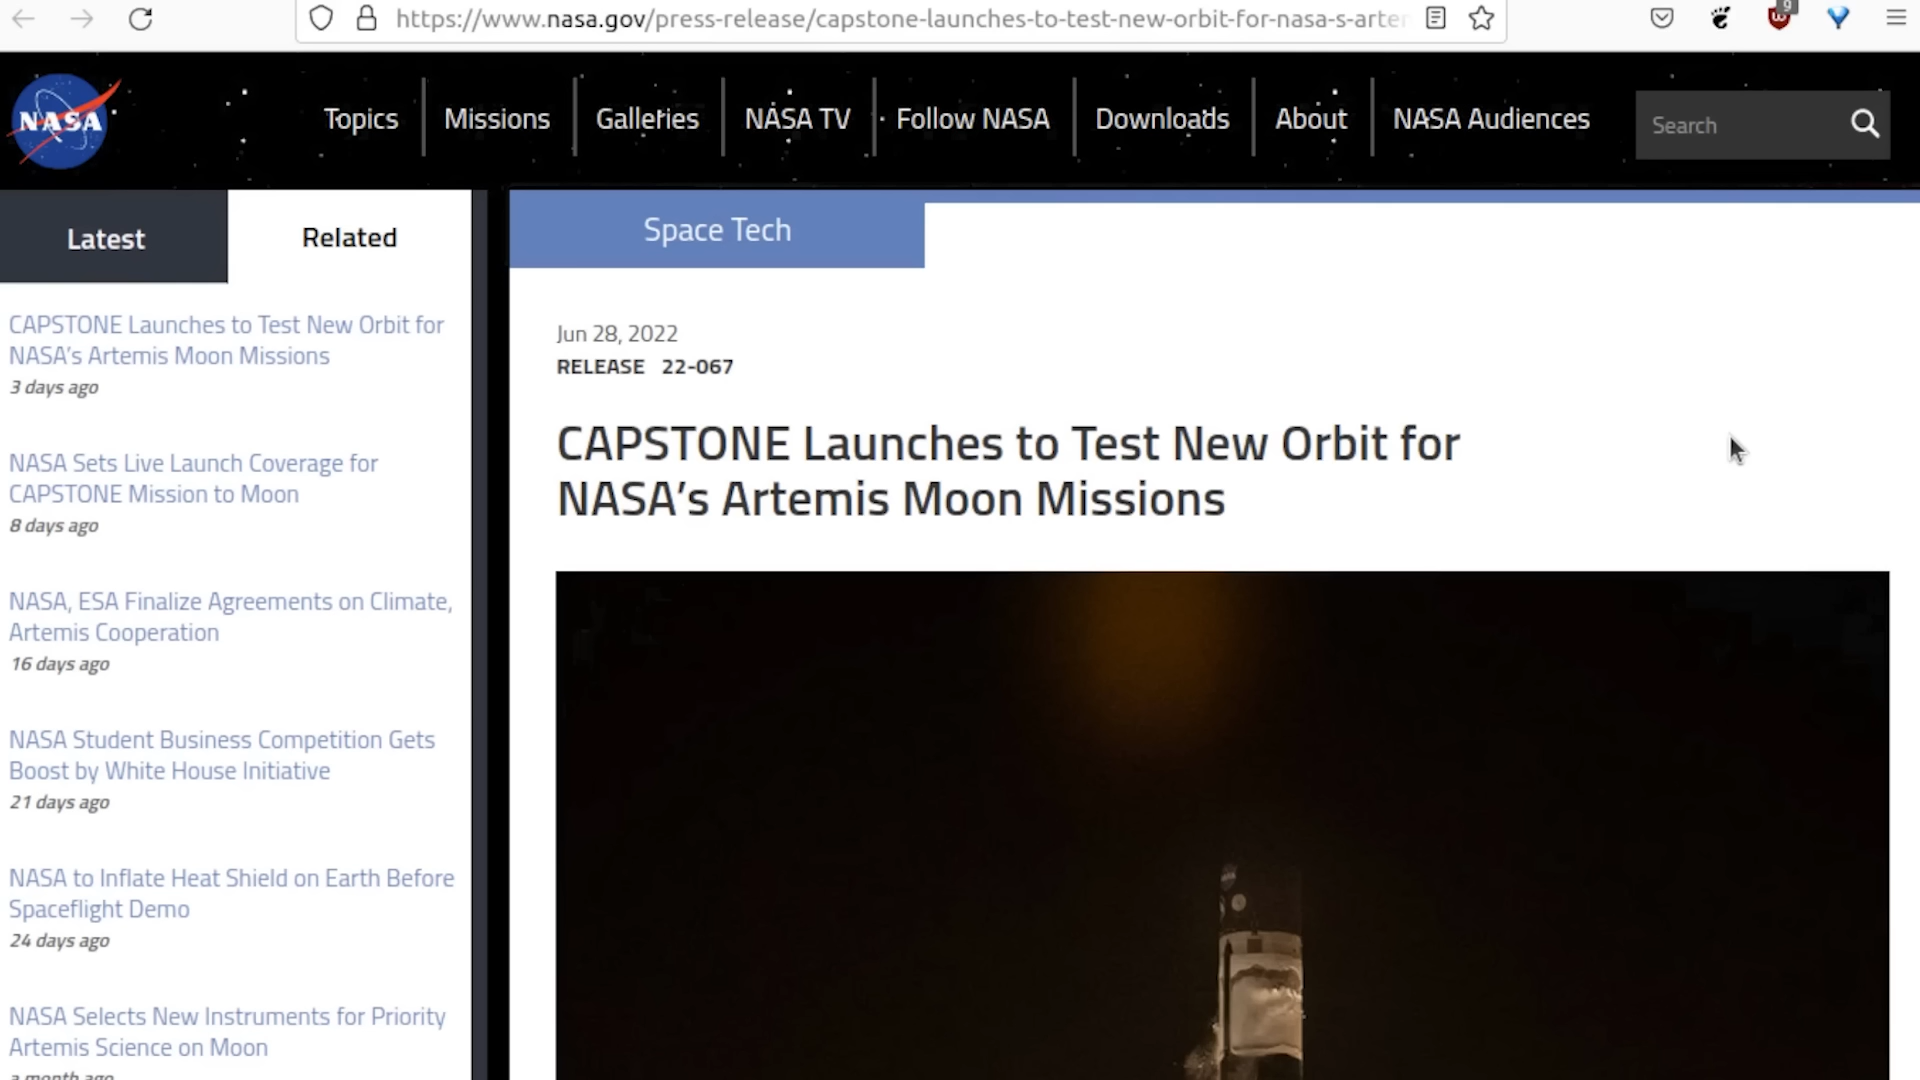 https://www.nasa.gov/press-release/capstone-launches-to-test-new-orbit-for-nasa-s-arte
9
NASA
Topics
Missions
Galleries
NASA TV
Follow NASA
Downloads
About
NASA Audiences
Search
Latest
Related
CAPSTONE Launches to Test New Orbit for
NASA’s Artemis Moon Missions
3 days ago
NASA Sets Live Launch Coverage for
CAPSTONE Mission to Moon
8 days ago
NASA, ESA Finalize Agreements on Climate,
Artemis Cooperation
16 days ago
NASA Student Business Competition Gets
Boost by White House Initiative
21 days ago
NASA to Inflate Heat Shield on Earth Before
Spaceflight Demo
24 days ago
NASA Selects New Instruments for Priority
Artemis Science on Moon
a month ago
Space Tech
Jun 28, 2022
RELEASE 22-067
CAPSTONE Launches to Test New Orbit for
NASA’s Artemis Moon Missions